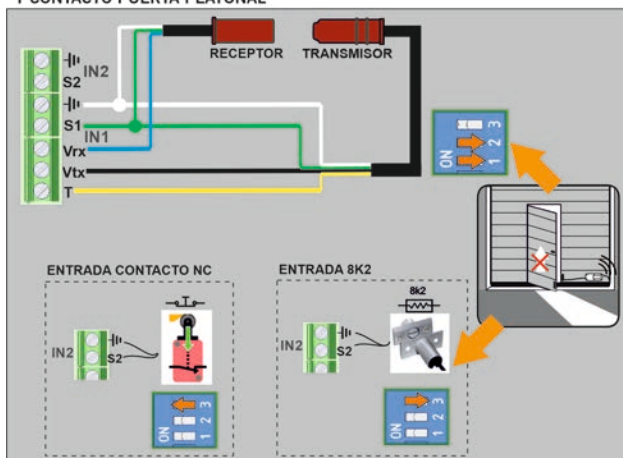 RECEPTOR
TRANSMISOR
IN2
S2
S1
IN1
Vrx
Vtx
T
ON
1 2 3
ENTRADA CONTACTO NC
T
IN2
S2
ON
1 2 3
ENTRADA 8K2
8k2
IN2
S2
ON
1 2 3